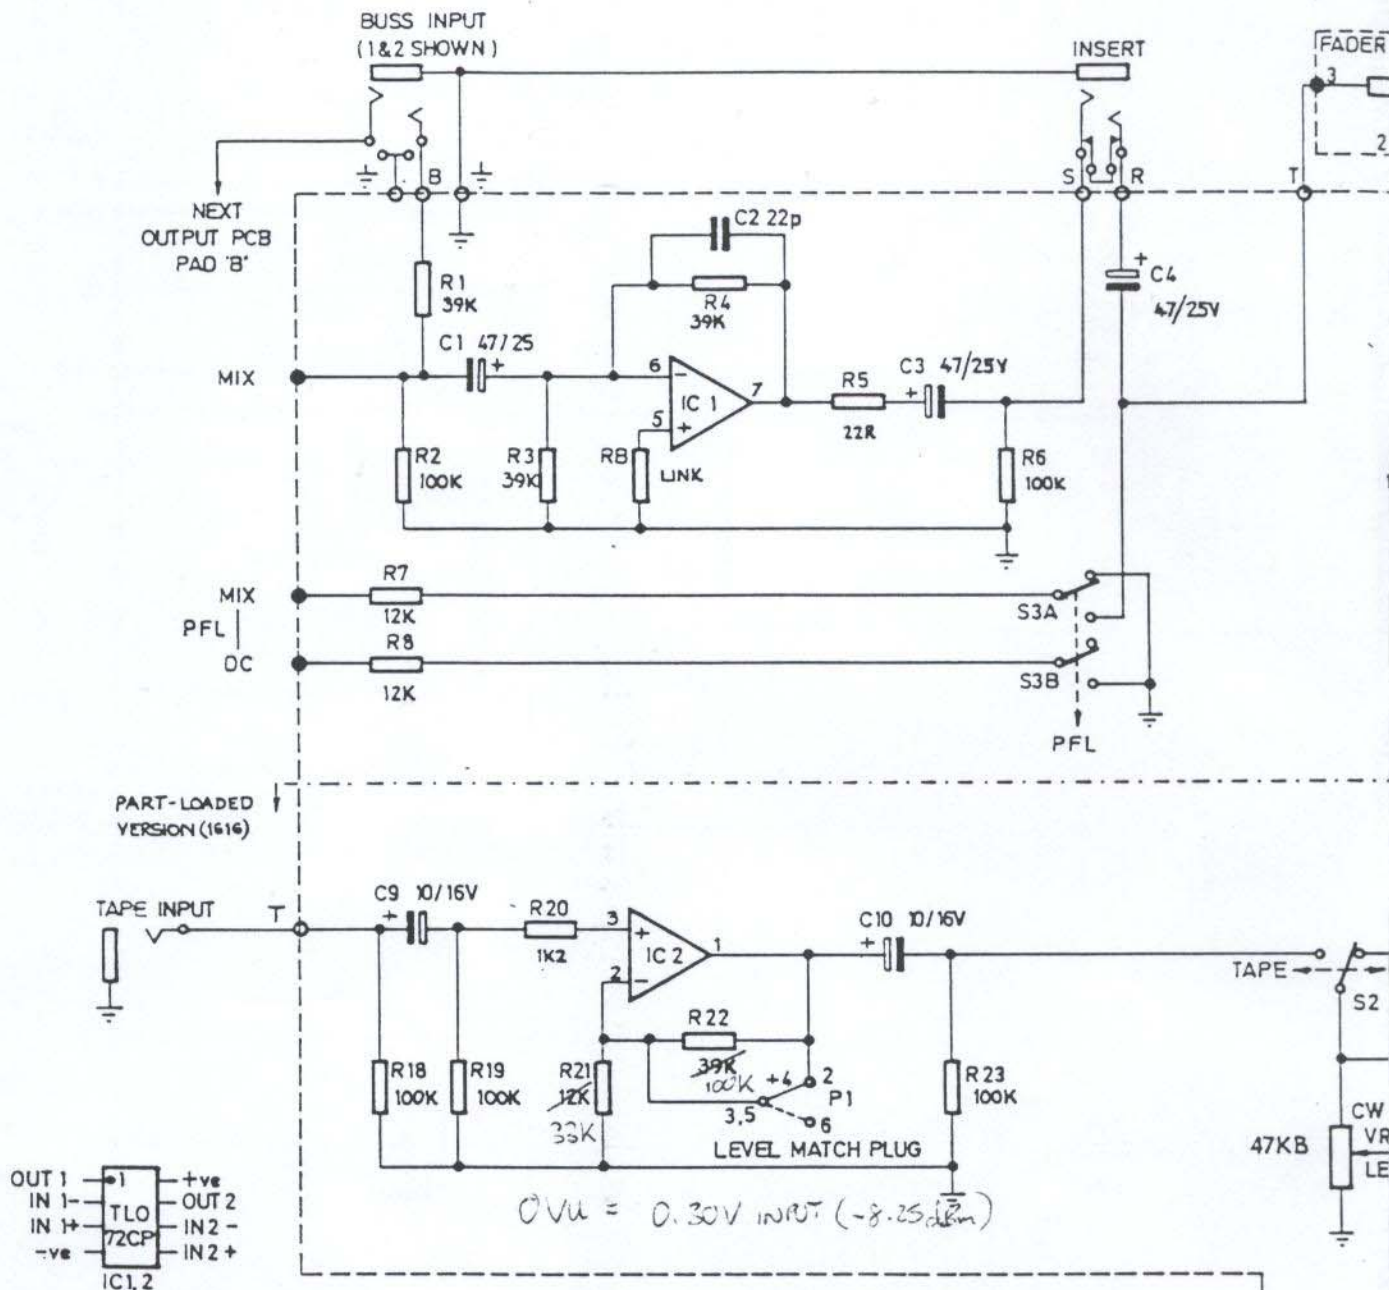 BUSS INPUT
(1&2 SHOWN)
INSERT
FADER
3
2
B
S
R
T
NEXT
OUTPUT PCB
PAD 'B'
C2 22p
R1
39K
R4
39K
C4
47/25V
C1 47/25
MIX
6
IC 1
7
5
R5
22R
C3 47/25V
R2
100K
R3
39K
RB
LINK
R6
100K
R7
MIX
12K
S3A
PFL
R8
DC
12K
S3B
PFL
PART-LOADED
VERSION (1616)
TAPE INPUT
T
C9 10/16V
R20
1K2
3
IC 2
1
2
C10 10/16V
TAPE
S2
R22
39K
100K
+4
2
P1
3,5
6
R18
100K
R19
100K
R21
12K
33K
R23
100K
LEVEL MATCH PLUG
47KB
CW
VR
LE
OUT 1
IN 1-
IN 1+
-ve
1
TL0
72CP
+ve
OUT 2
IN 2 -
IN 2 +
IC1, 2
0VU = 0.30V INPUT (-8.25dBm)